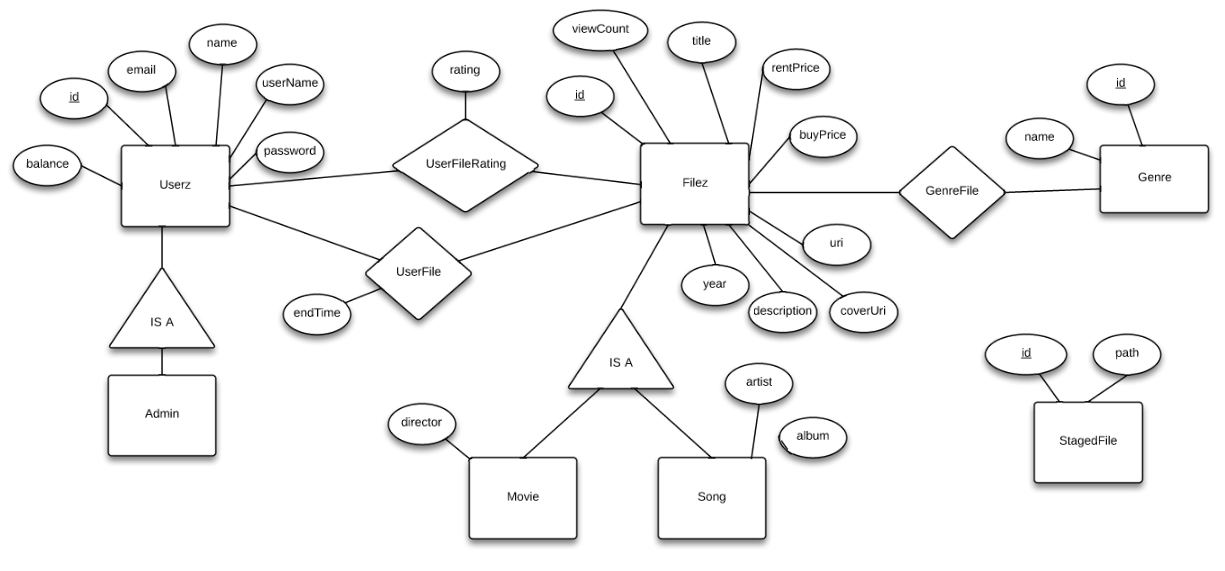 viewCount
name
title
email
rating
rentPrice
userName
id
id
id
buyPrice
name
password
balance
UserFileRating
Userz
Filez
GenreFile
Genre
uri
UserFile
year
endTime
description
coverUri
IS A
id
path
IS A
artist
Admin
director
album
StagedFile
Movie
Song